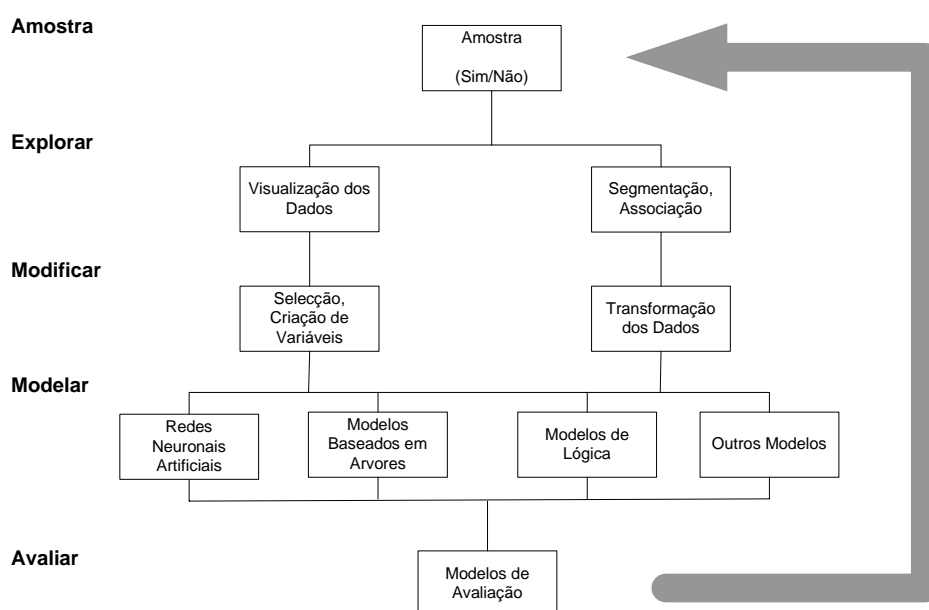 Amostra
Amostra
(Sim/Não)
Explorar
Visualização dos
Dados
Segmentação,
Associação
Modificar
Selecção,
Criação de
Variáveis
Transformação
dos Dados
Modelar
Redes
Neuronais
Artificiais
Modelos
Baseados em
Arvores
Modelos de
Lógica
Outros Modelos
Avaliar
Modelos de
Avaliação